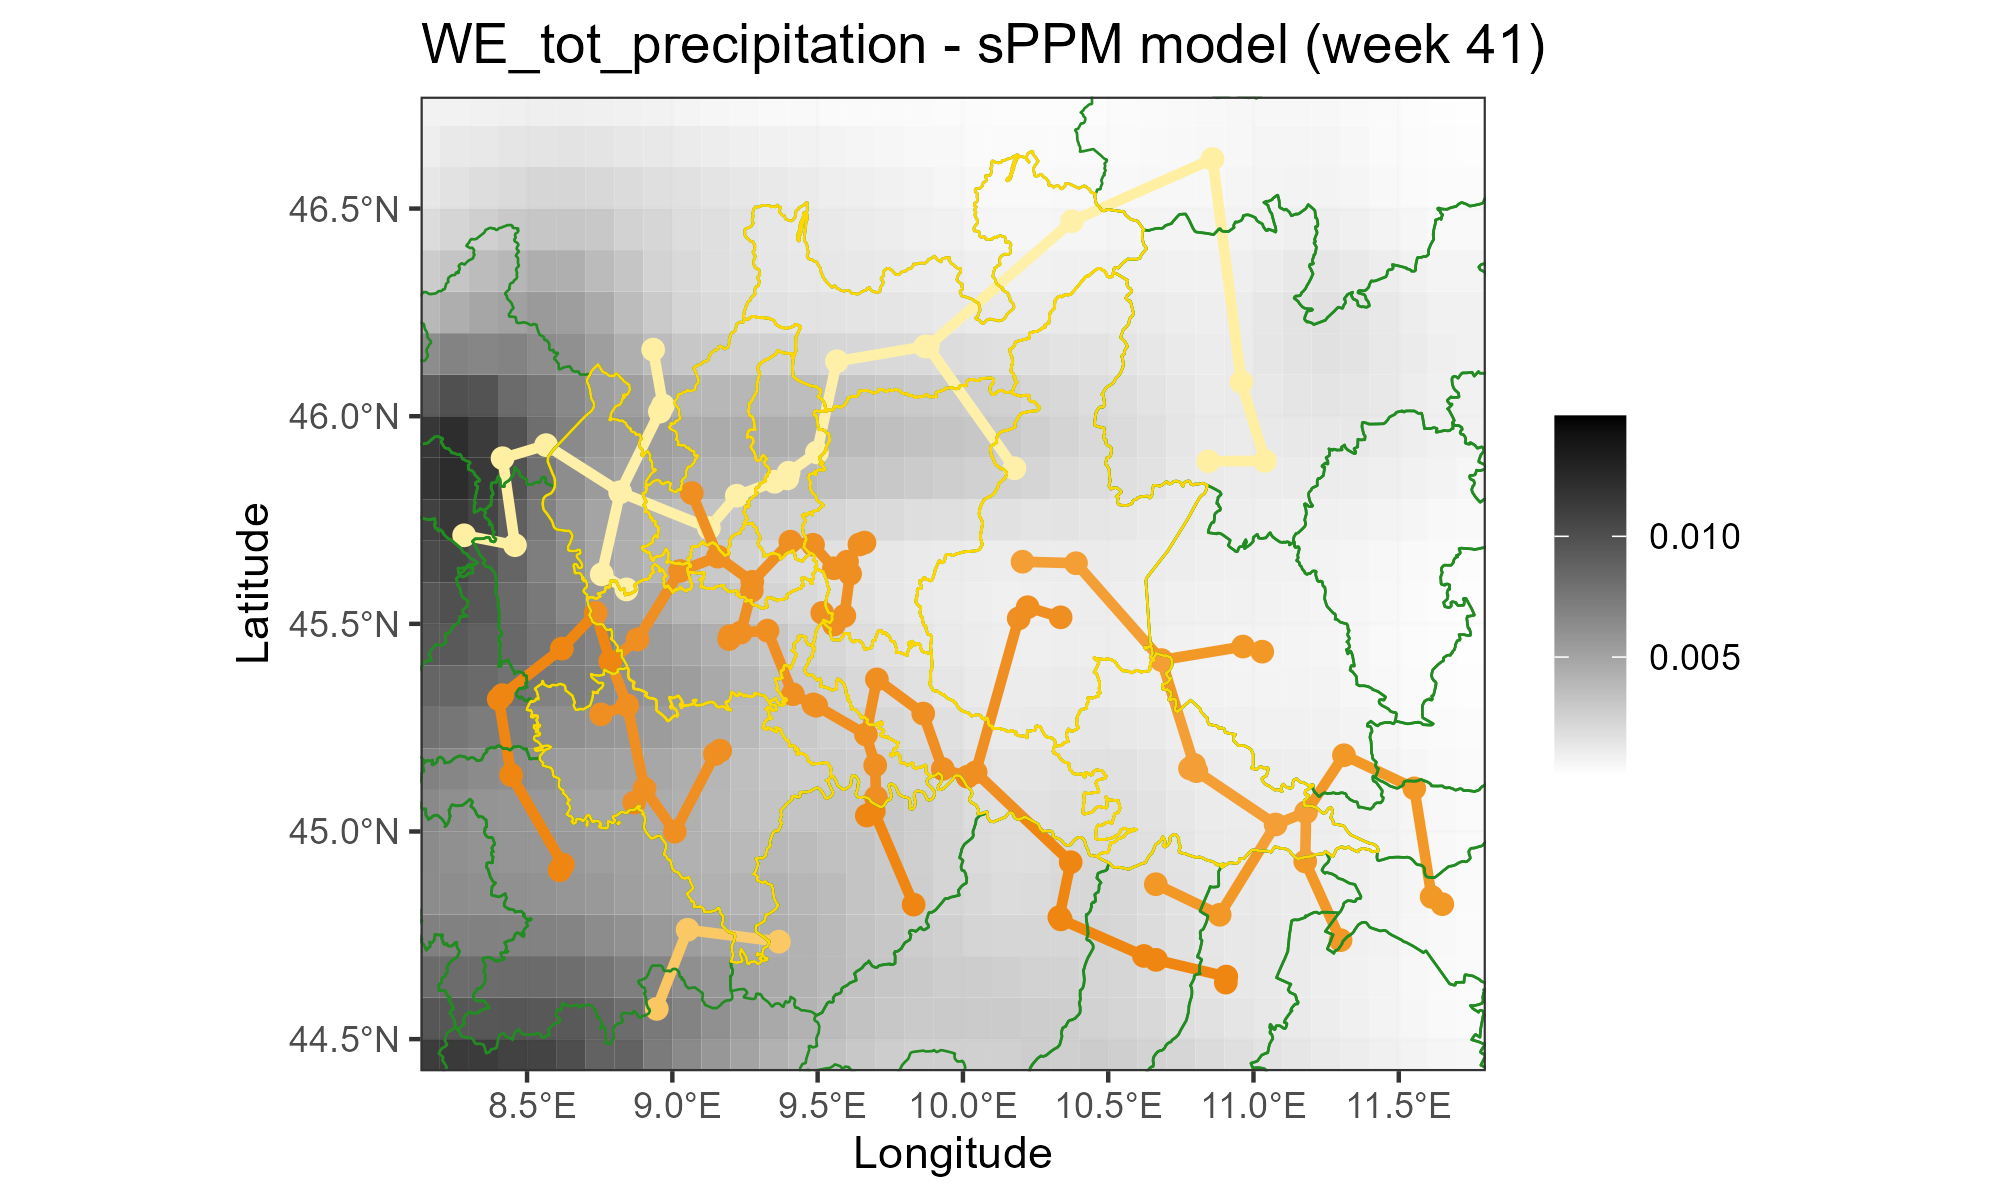 WE_tot_precipitation - sPPM model (week 41)
46.5°N
46.0°N
45.5°N
45.0°N
44.5°N
Latitude
8.5°E 9.0°E 9.5°E 10.0°E 10.5°E 11.0°E 11.5°E
Longitude
0.010
0.005